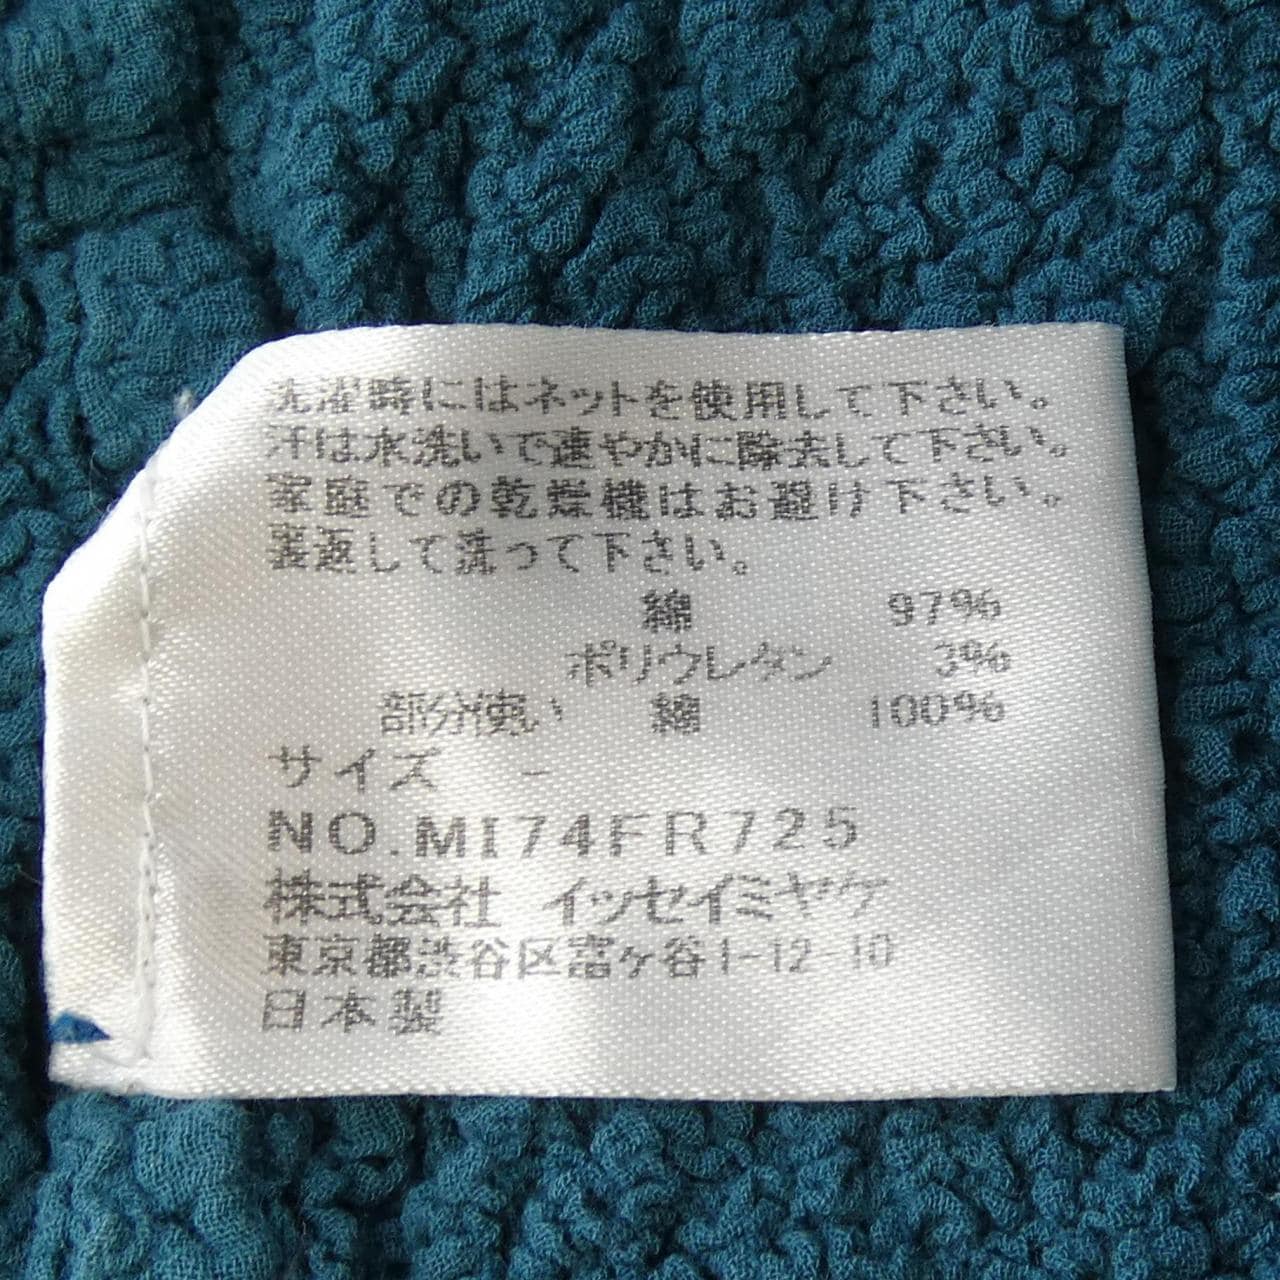 洗濯時にはネットを使用して下さい。
汗は水洗いで速やかに除去して下さい。
家庭での乾燥機はお避け下さい。
裏返して洗って下さい。
綿 97%
ポリウレタン 3%
部分使い 綿 100%
サイズ -
NO.MI74FR725
株式会社 イッセイミヤケ
東京都渋谷区富ヶ谷1-12-10
日本製